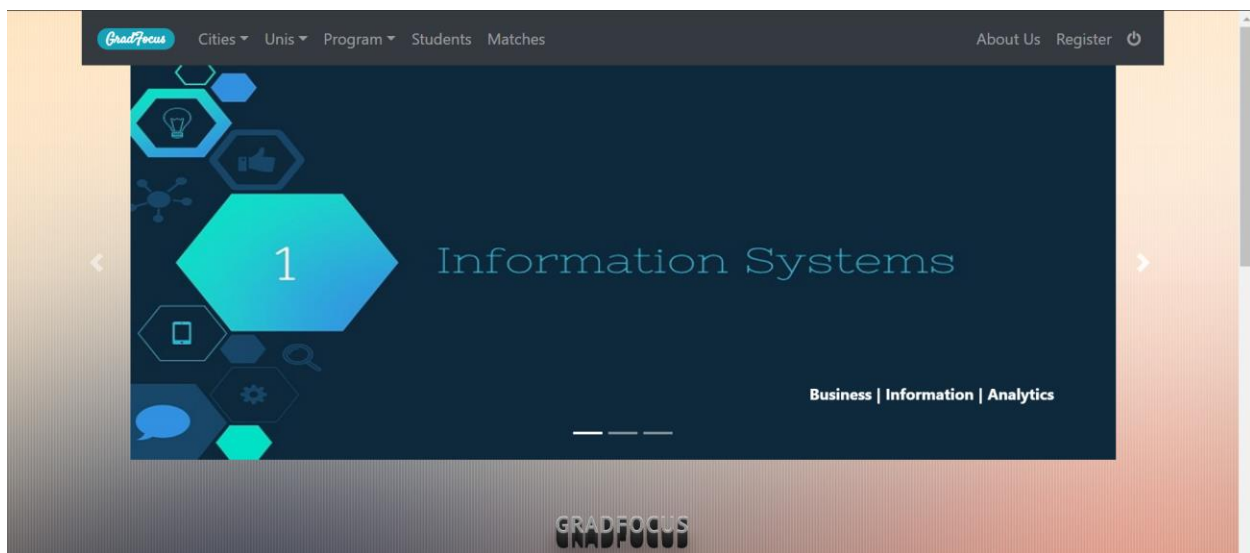 GradFocus Cities Unis Program Students Matches About Us Register
1 Information Systems
Business | Information | Analytics
GRADFOCUS